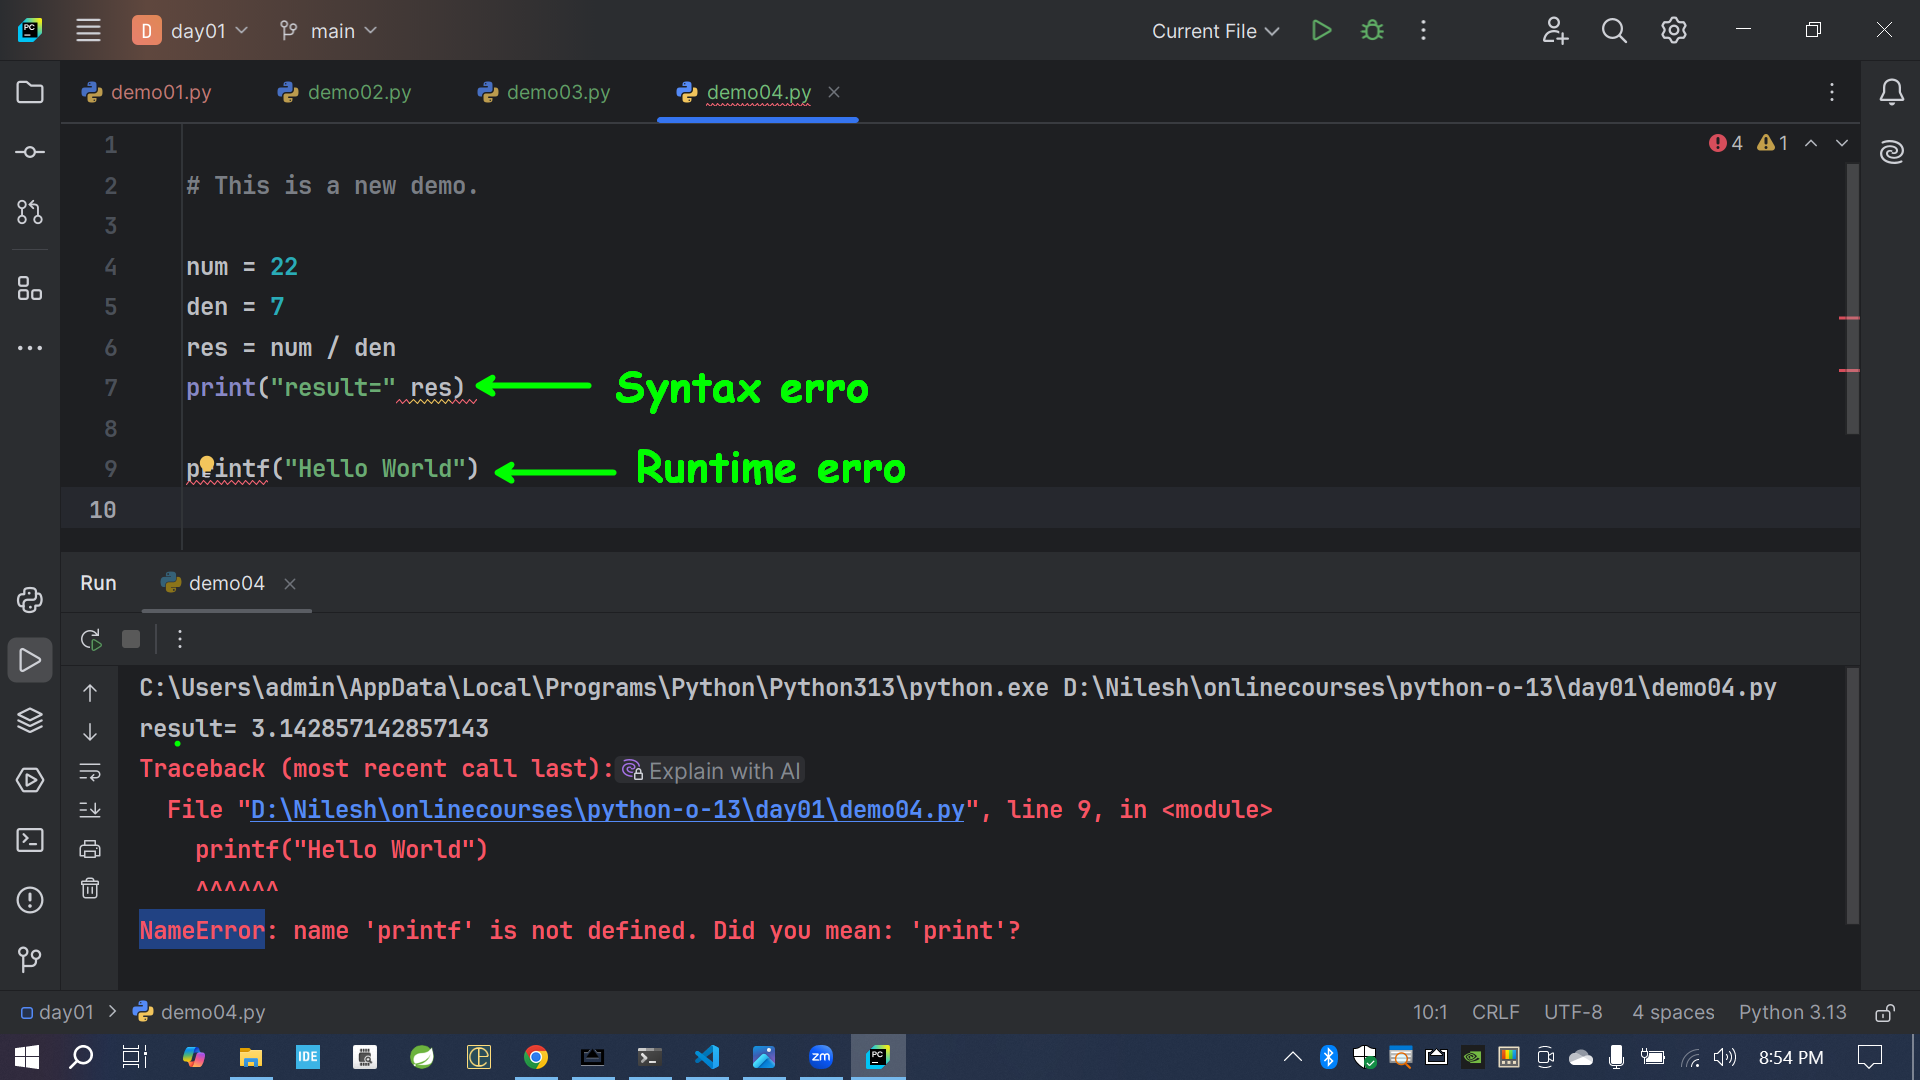 D day01 main Current File
demo01.py demo02.py demo03.py demo04.py
4 1
1
2 # This is a new demo.
3
4 num = 22
5 den = 7
6 res = num / den
7 print("result=" res) Syntax erro
8
9 printf("Hello World") Runtime erro
10
Run demo04
C:\Users\admin\AppData\Local\Programs\Python\Python313\python.exe D:\Nilesh\onlinecourses\python-o-13\day01\demo04.py
result= 3.142857142857143
Traceback (most recent call last): Explain with AI
File "D:\Nilesh\onlinecourses\python-o-13\day01\demo04.py", line 9, in <module>
printf("Hello World")
^^^^^^
NameError: name 'printf' is not defined. Did you mean: 'print'?
day01 > demo04.py 10:1 CRLF UTF-8 4 spaces Python 3.13
IDE zm PC 8:54 PM